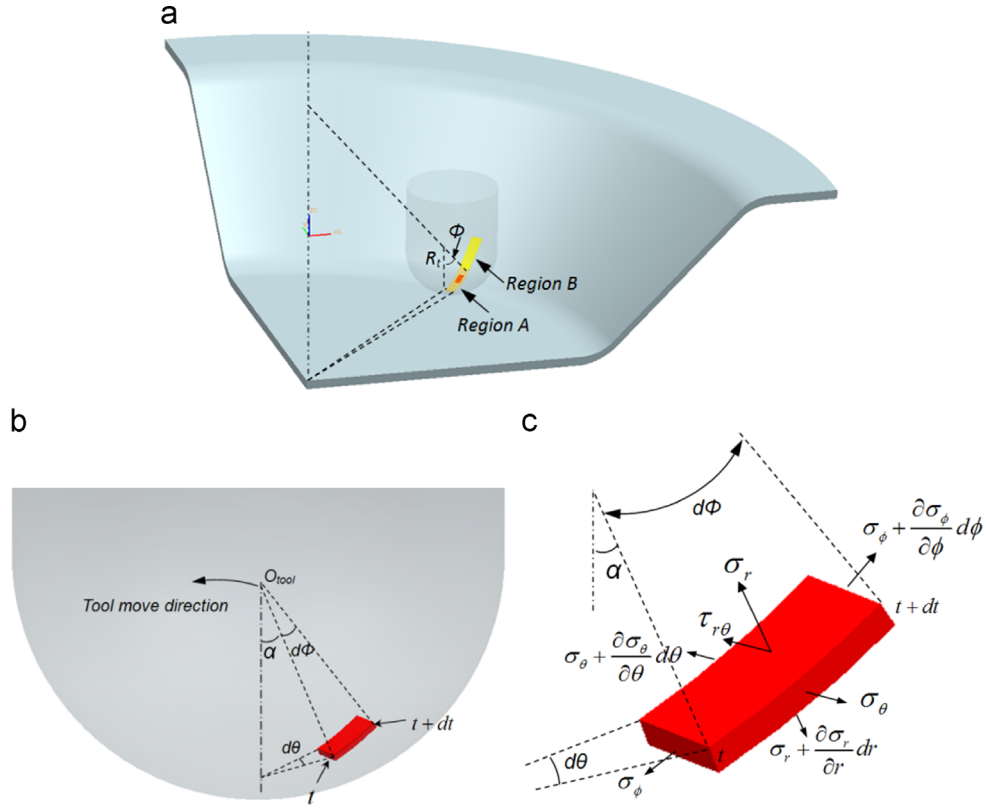 a
Φ
R_t
Region B
Region A
b
O_tool
Tool move direction
α
dΦ
t + dt
dθ
t
c
dΦ
α
σ_ϕ + ∂σ_ϕ/∂ϕ dϕ
σ_r
t + dt
τ_rθ
σ_θ + ∂σ_θ/∂θ dθ
σ_θ
t
σ_r + ∂σ_r/∂r dr
dθ
σ_ϕ